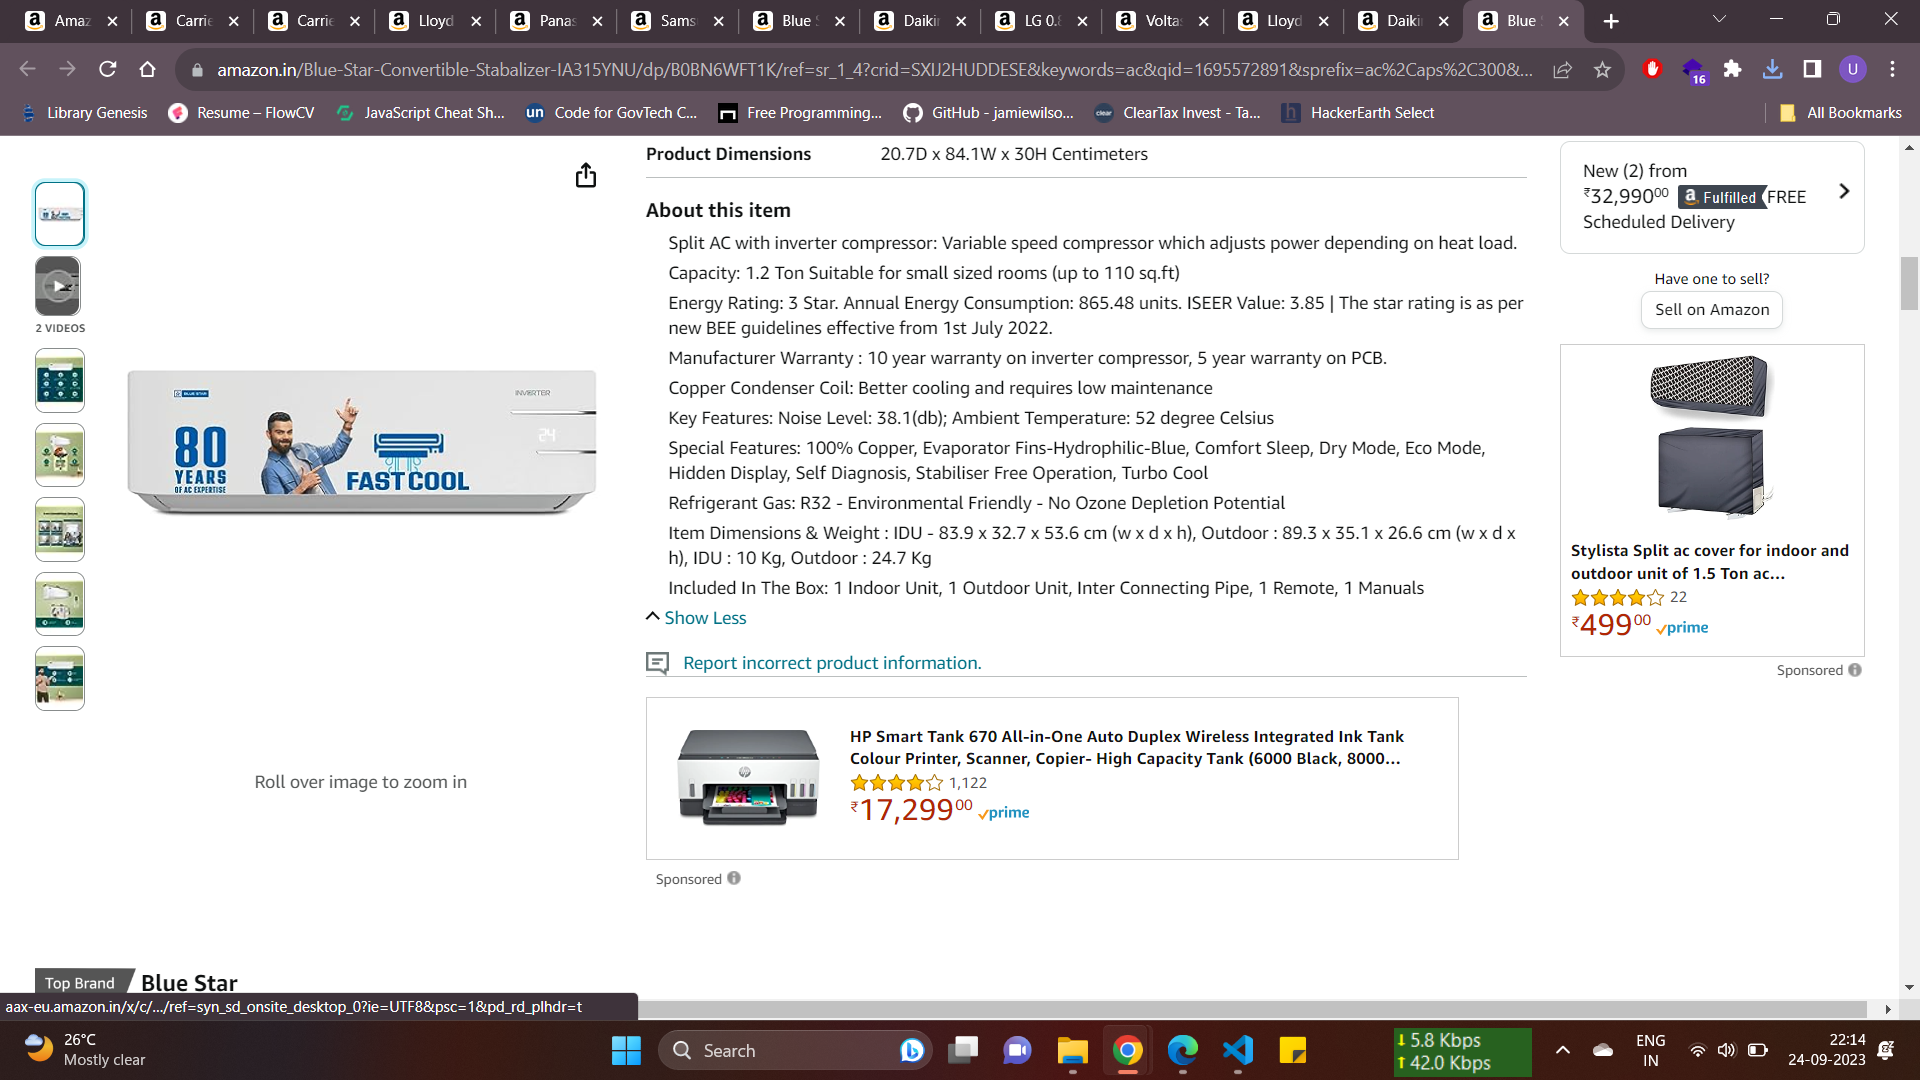 Amaz
Carrie
Carrie
Lloyd
Panas
Sams
Blue S
Daikin
LG 0.8
Voltas
Lloyd
Daikin
Blue
amazon.in/Blue-Star-Convertible-Stabalizer-IA315YNU/dp/B0BN6WFT1K/ref=sr_1_4?crid=SXIJ2HUDDESE&keywords=ac&qid=1695572891&sprefix=ac%2Caps%2C300&...
16
U
Library Genesis
Resume – FlowCV
JavaScript Cheat Sh...
un Code for GovTech C...
Free Programming...
GitHub - jamiewilso...
clear ClearTax Invest - Ta...
h HackerEarth Select
All Bookmarks
2 VIDEOS
BLUE STAR
INVERTER
24
80
YEARS
OF AC EXPERTISE
FAST COOL
Roll over image to zoom in
Product Dimensions 20.7D x 84.1W x 30H Centimeters
About this item
Split AC with inverter compressor: Variable speed compressor which adjusts power depending on heat load.
Capacity: 1.2 Ton Suitable for small sized rooms (up to 110 sq.ft)
Energy Rating: 3 Star. Annual Energy Consumption: 865.48 units. ISEER Value: 3.85 | The star rating is as per
new BEE guidelines effective from 1st July 2022.
Manufacturer Warranty : 10 year warranty on inverter compressor, 5 year warranty on PCB.
Copper Condenser Coil: Better cooling and requires low maintenance
Key Features: Noise Level: 38.1(db); Ambient Temperature: 52 degree Celsius
Special Features: 100% Copper, Evaporator Fins-Hydrophilic-Blue, Comfort Sleep, Dry Mode, Eco Mode,
Hidden Display, Self Diagnosis, Stabiliser Free Operation, Turbo Cool
Refrigerant Gas: R32 - Environmental Friendly - No Ozone Depletion Potential
Item Dimensions & Weight : IDU - 83.9 x 32.7 x 53.6 cm (w x d x h), Outdoor : 89.3 x 35.1 x 26.6 cm (w x d x
h), IDU : 10 Kg, Outdoor : 24.7 Kg
Included In The Box: 1 Indoor Unit, 1 Outdoor Unit, Inter Connecting Pipe, 1 Remote, 1 Manuals
Show Less
Report incorrect product information.
HP Smart Tank 670 All-in-One Auto Duplex Wireless Integrated Ink Tank
Colour Printer, Scanner, Copier- High Capacity Tank (6000 Black, 8000...
1,122
₹17,29900 prime
Sponsored
New (2) from
₹32,99000 a Fulfilled FREE
Scheduled Delivery
Have one to sell?
Sell on Amazon
Stylista Split ac cover for indoor and
outdoor unit of 1.5 Ton ac...
22
₹49900 prime
Sponsored
Top Brand Blue Star
aax-eu.amazon.in/x/c/.../ref=syn_sd_onsite_desktop_0?ie=UTF8&psc=1&pd_rd_plhdr=t
26°C
Mostly clear
Search
5.8 Kbps
42.0 Kbps
ENG
IN
22:14
24-09-2023